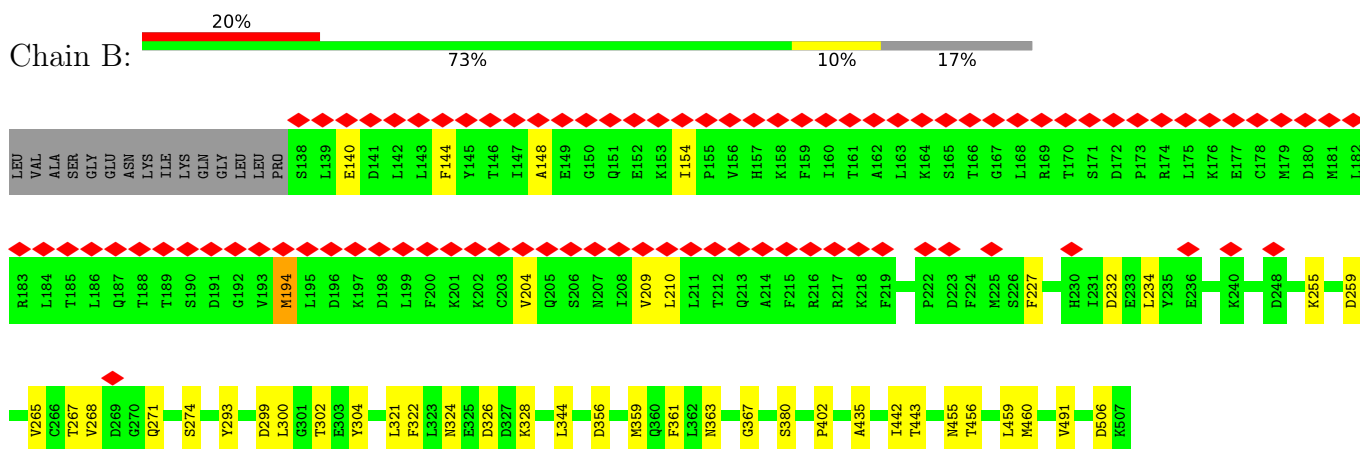 20%
Chain B:
73% 10% 17%
LEU VAL ALA SER GLY GLU ASN LYS ILE LYS GLN GLY LEU LEU PRO S138 L139 E140 D141 L142 L143 F144 Y145 T146 I147 A148 E149 G150 Q151 E152 K153 I154 P155 V156 H157 K158 F159 I160 T161 A162 L163 K164 S165 T166 G167 L168 R169 T170 S171 D172 P173 R174 L175 K176 E177 C178 M179 D180 M181 L182
R183 L184 T185 L186 Q187 T188 T189 S190 D191 G192 V193 M194 L195 D196 K197 D198 L199 F200 K201 K202 C203 V204 Q205 S206 N207 I208 V209 L210 L211 T212 Q213 A214 F215 R216 R217 K218 F219 P222 D223 F224 M225 S226 F227 H230 I231 D232 E233 L234 Y235 E236 K240 D248 K255 D259
V265 C266 T267 V268 D269 G270 Q271 S274 Y293 D299 L300 G301 T302 E303 Y304 L321 F322 L323 N324 E325 D326 D327 K328 L344 D356 M359 Q360 F361 L362 N363 G367 S380 P402 A435 I442 T443 N455 T456 L459 M460 V491 D506 K507